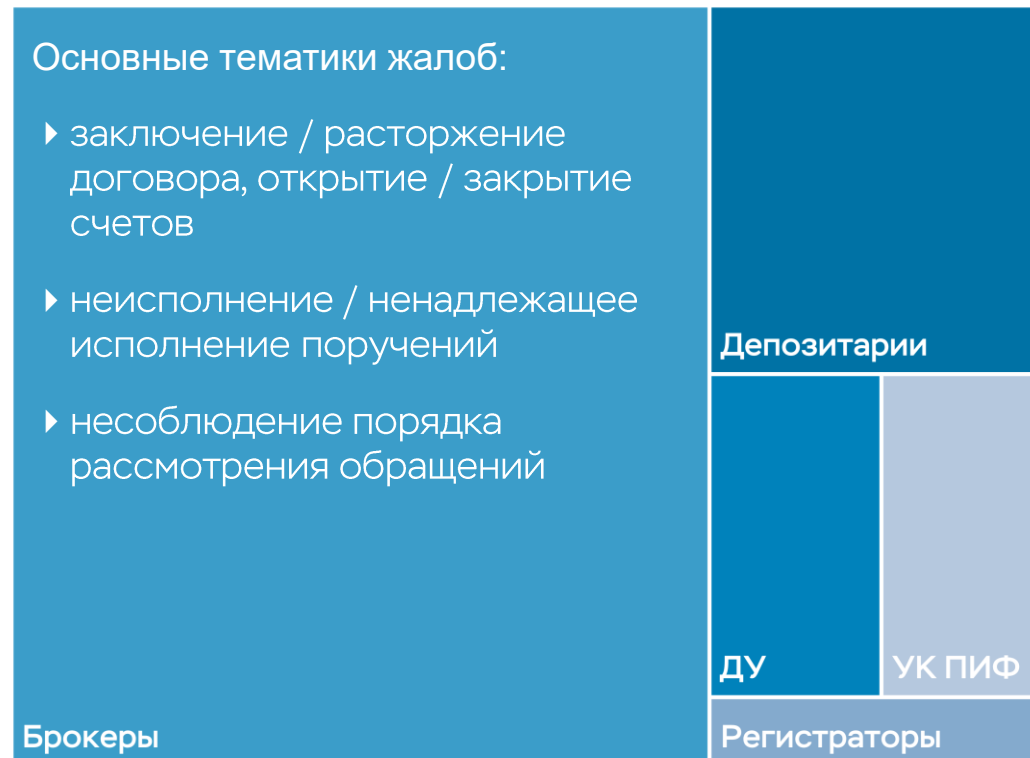 Основные тематики жалоб:
заключение / расторжение
договора, открытие / закрытие
счетов
неисполнение / ненадлежащее
исполнение поручений
несоблюдение порядка
рассмотрения обращений
Брокеры
Депозитарии
ДУ
УК ПИФ
Регистраторы